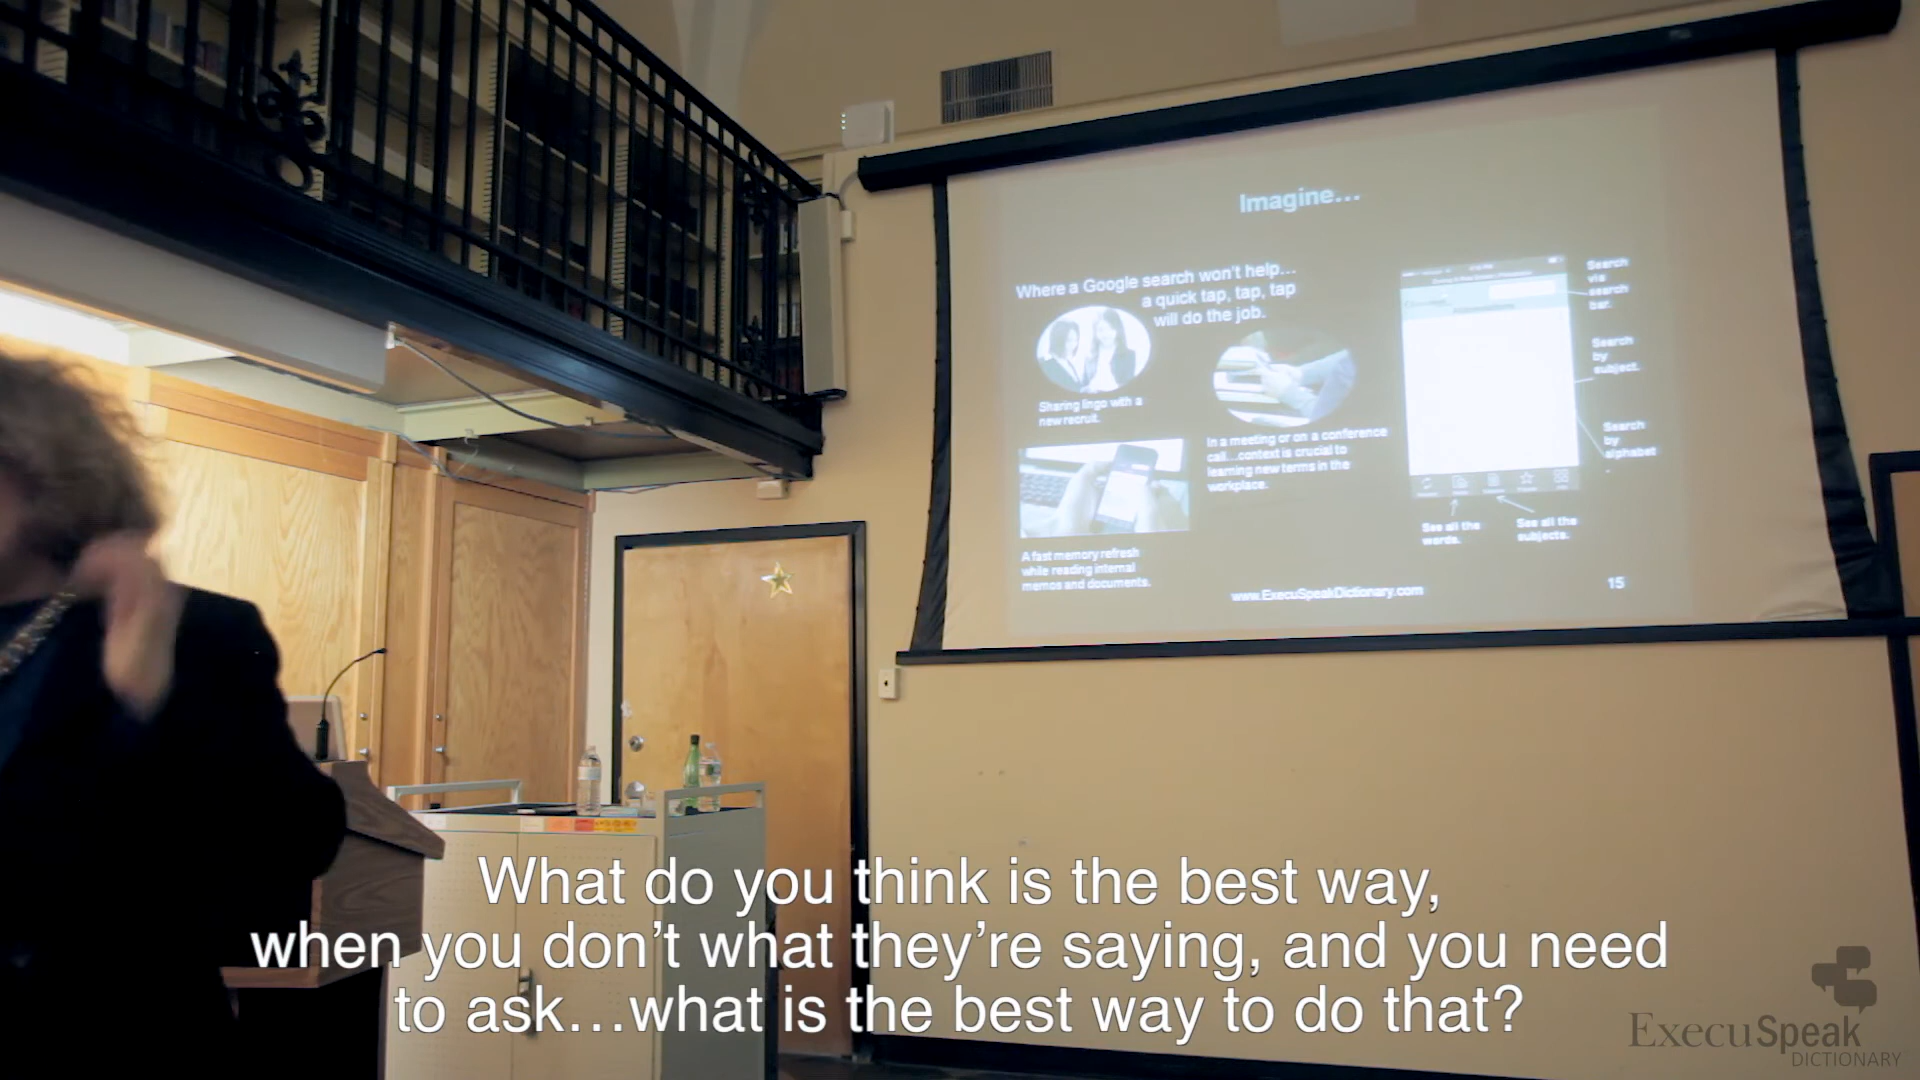 Imagine...
Where a Google search won't help...
a quick tap, tap, tap
will do the job.
Sharing lingo with a
new recruit.
In a meeting or on a conference
call...context is crucial to
learning new terms in the
workplace.
A fast memory refresh
while reading internal
memos and documents.
Search
via
search
bar.
Search
by
subject.
Search
by
alphabet
.
See all the
words.
See all the
subjects.
www.ExecuSpeakDictionary.com
15
What do you think is the best way,
when you don't what they're saying, and you need
to ask...what is the best way to do that?
ExecuSpeak
DICTIONARY